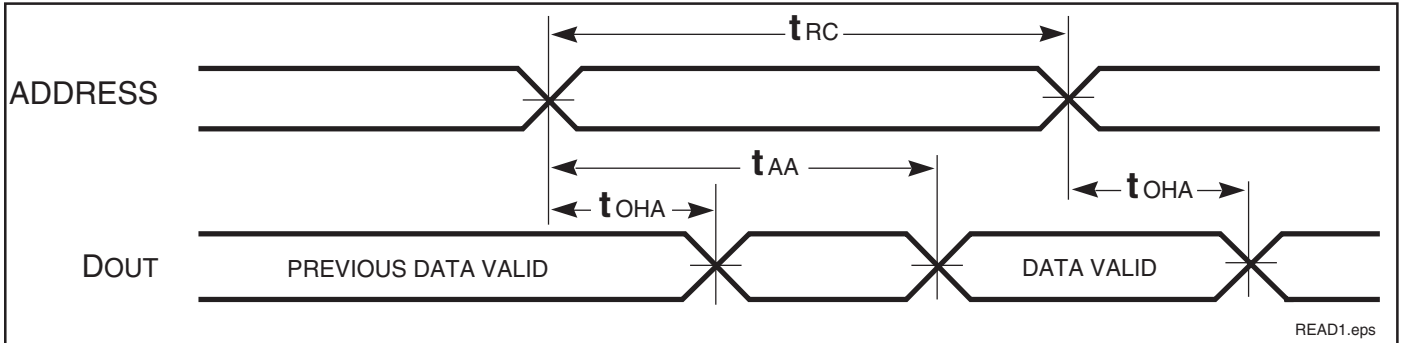 tRC
ADDRESS
tAA
tOHA
tOHA
DOUT
PREVIOUS DATA VALID
DATA VALID
READ1.eps